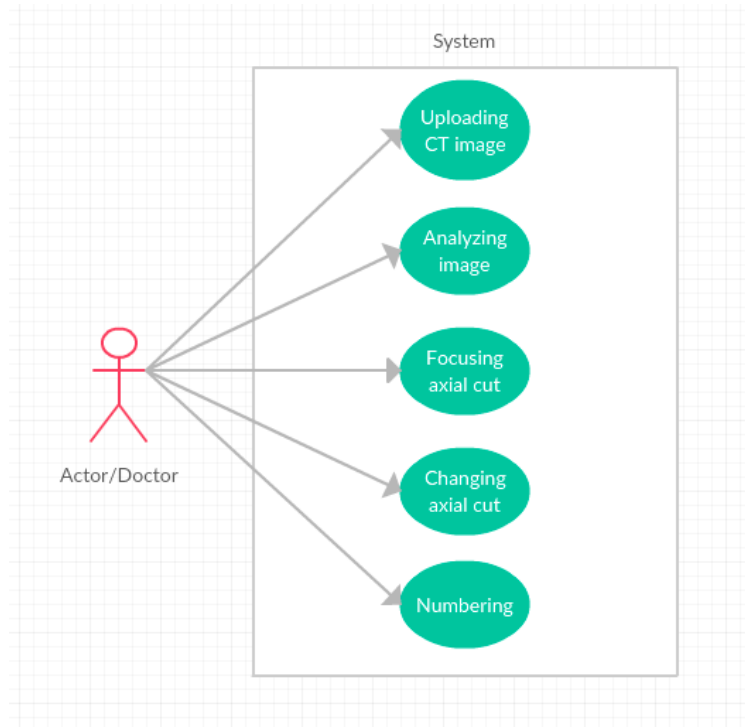 System
Uploading
CT image
Analyzing
image
Focusing
axial cut
Changing
axial cut
Numbering
Actor/Doctor